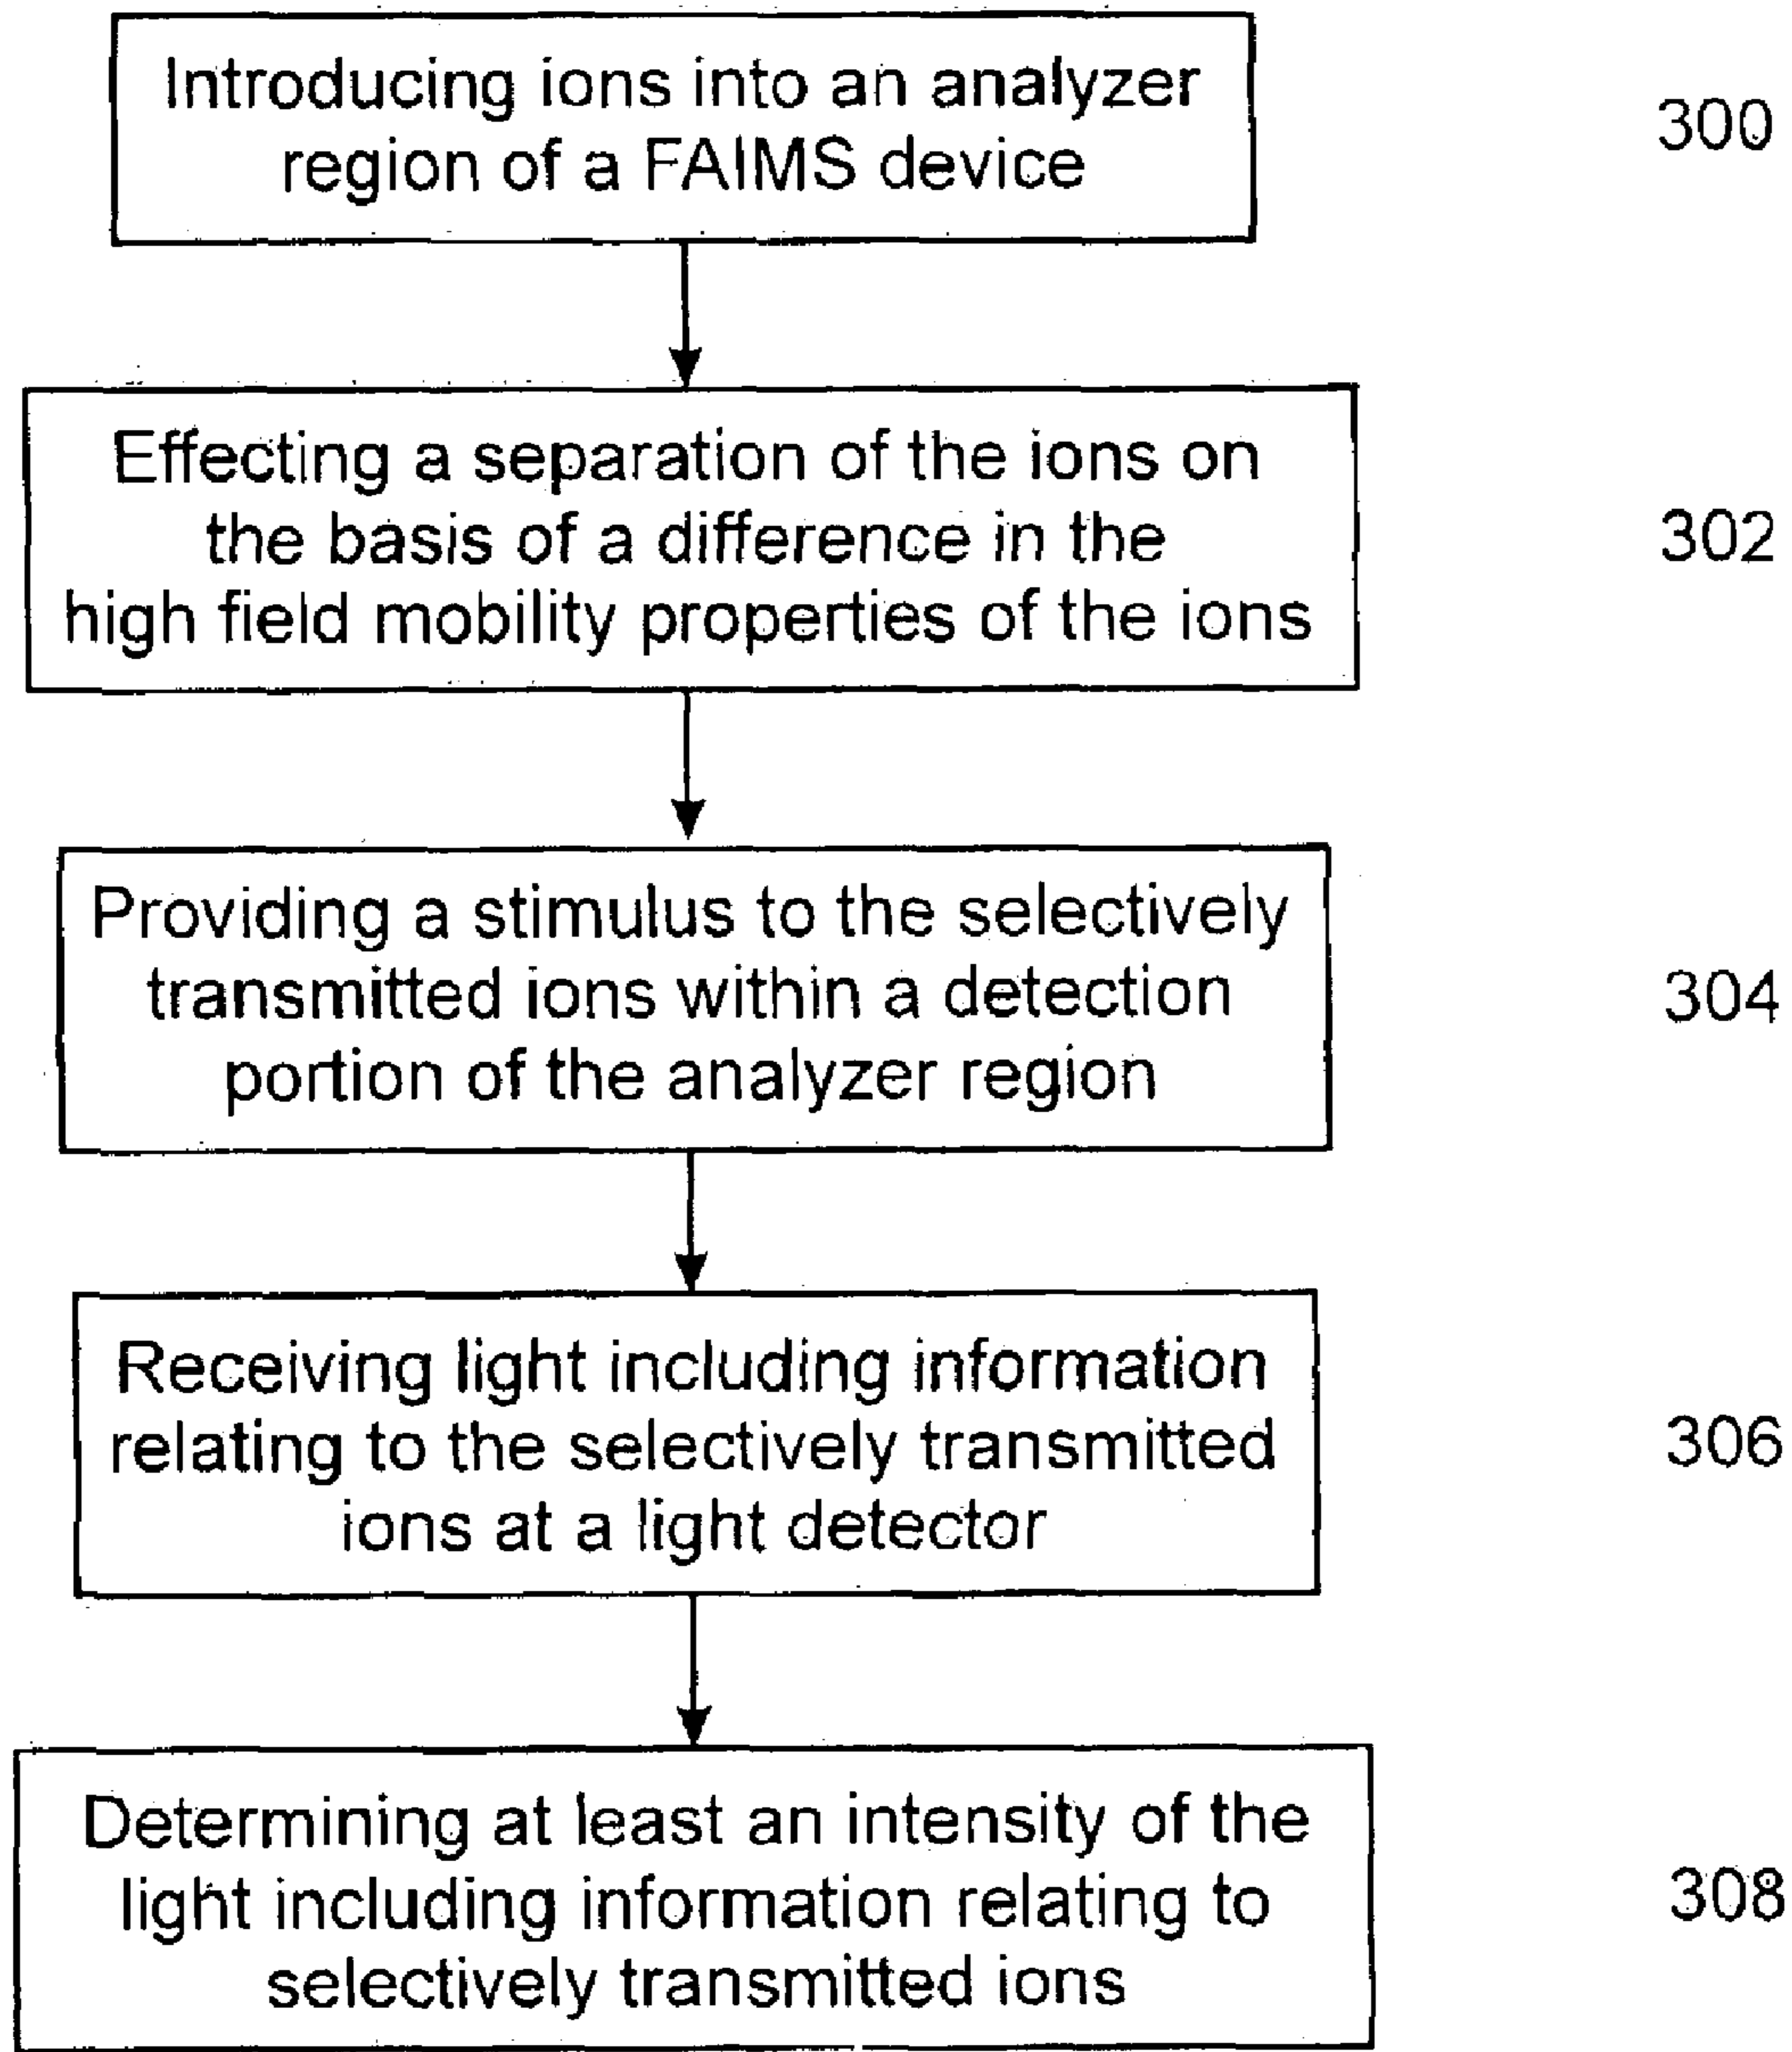 Introducing ions into an analyzer
region of a FAIMS device
300
Effecting a separation of the ions on
the basis of a difference in the
high field mobility properties of the ions
302
Providing a stimulus to the selectively
transmitted ions within a detection
portion of the analyzer region
304
Receiving light including information
relating to the selectively transmitted
ions at a light detector
306
Determining at least an intensity of the
light including information relating to
selectively transmitted ions
308